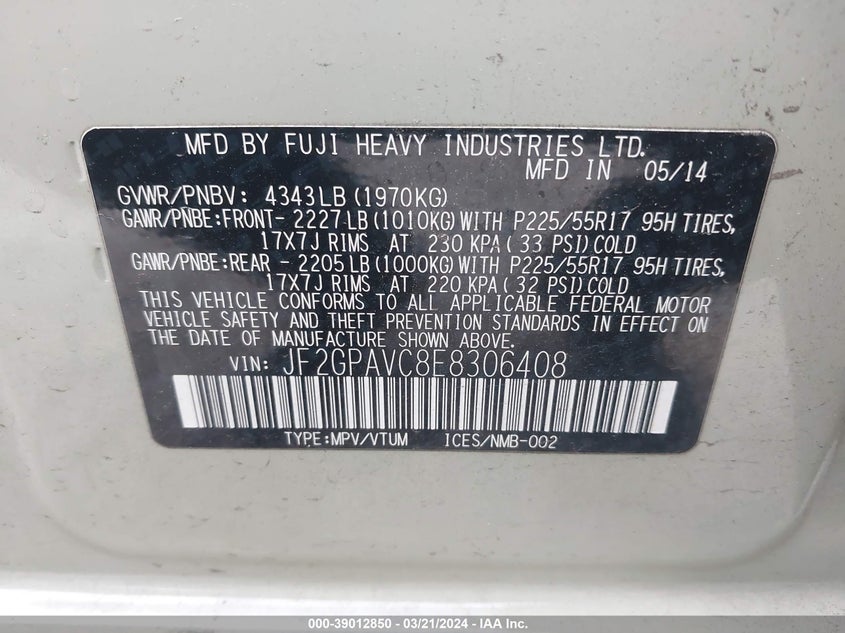 MFD BY FUJI HEAVY INDUSTRIES LTD.
MFD IN 05/14
GVWR/PNBV: 4343LB (1970KG)
GAWR/PNBE:FRONT- 2227LB (1010KG) WITH P225/55R17 95H TIRES,
17X7J RIMS AT 230 KPA ( 33 PSI) COLD
GAWR/PNBE:REAR - 2205LB (1000KG) WITH P225/55R17 95H TIRES,
17X7J RIMS AT 220 KPA ( 32 PSI) COLD
THIS VEHICLE CONFORMS TO ALL APPLICABLE FEDERAL MOTOR
VEHICLE SAFETY AND THEFT PREVENTION STANDARDS IN EFFECT ON
THE DATE OF MANUFACTURE SHOWN ABOVE.
VIN: JF2GPAVC8E8306408
TYPE:MPV/VTUM ICES/NMB-002
000-39012850 - 03/21/2024 - IAA Inc.